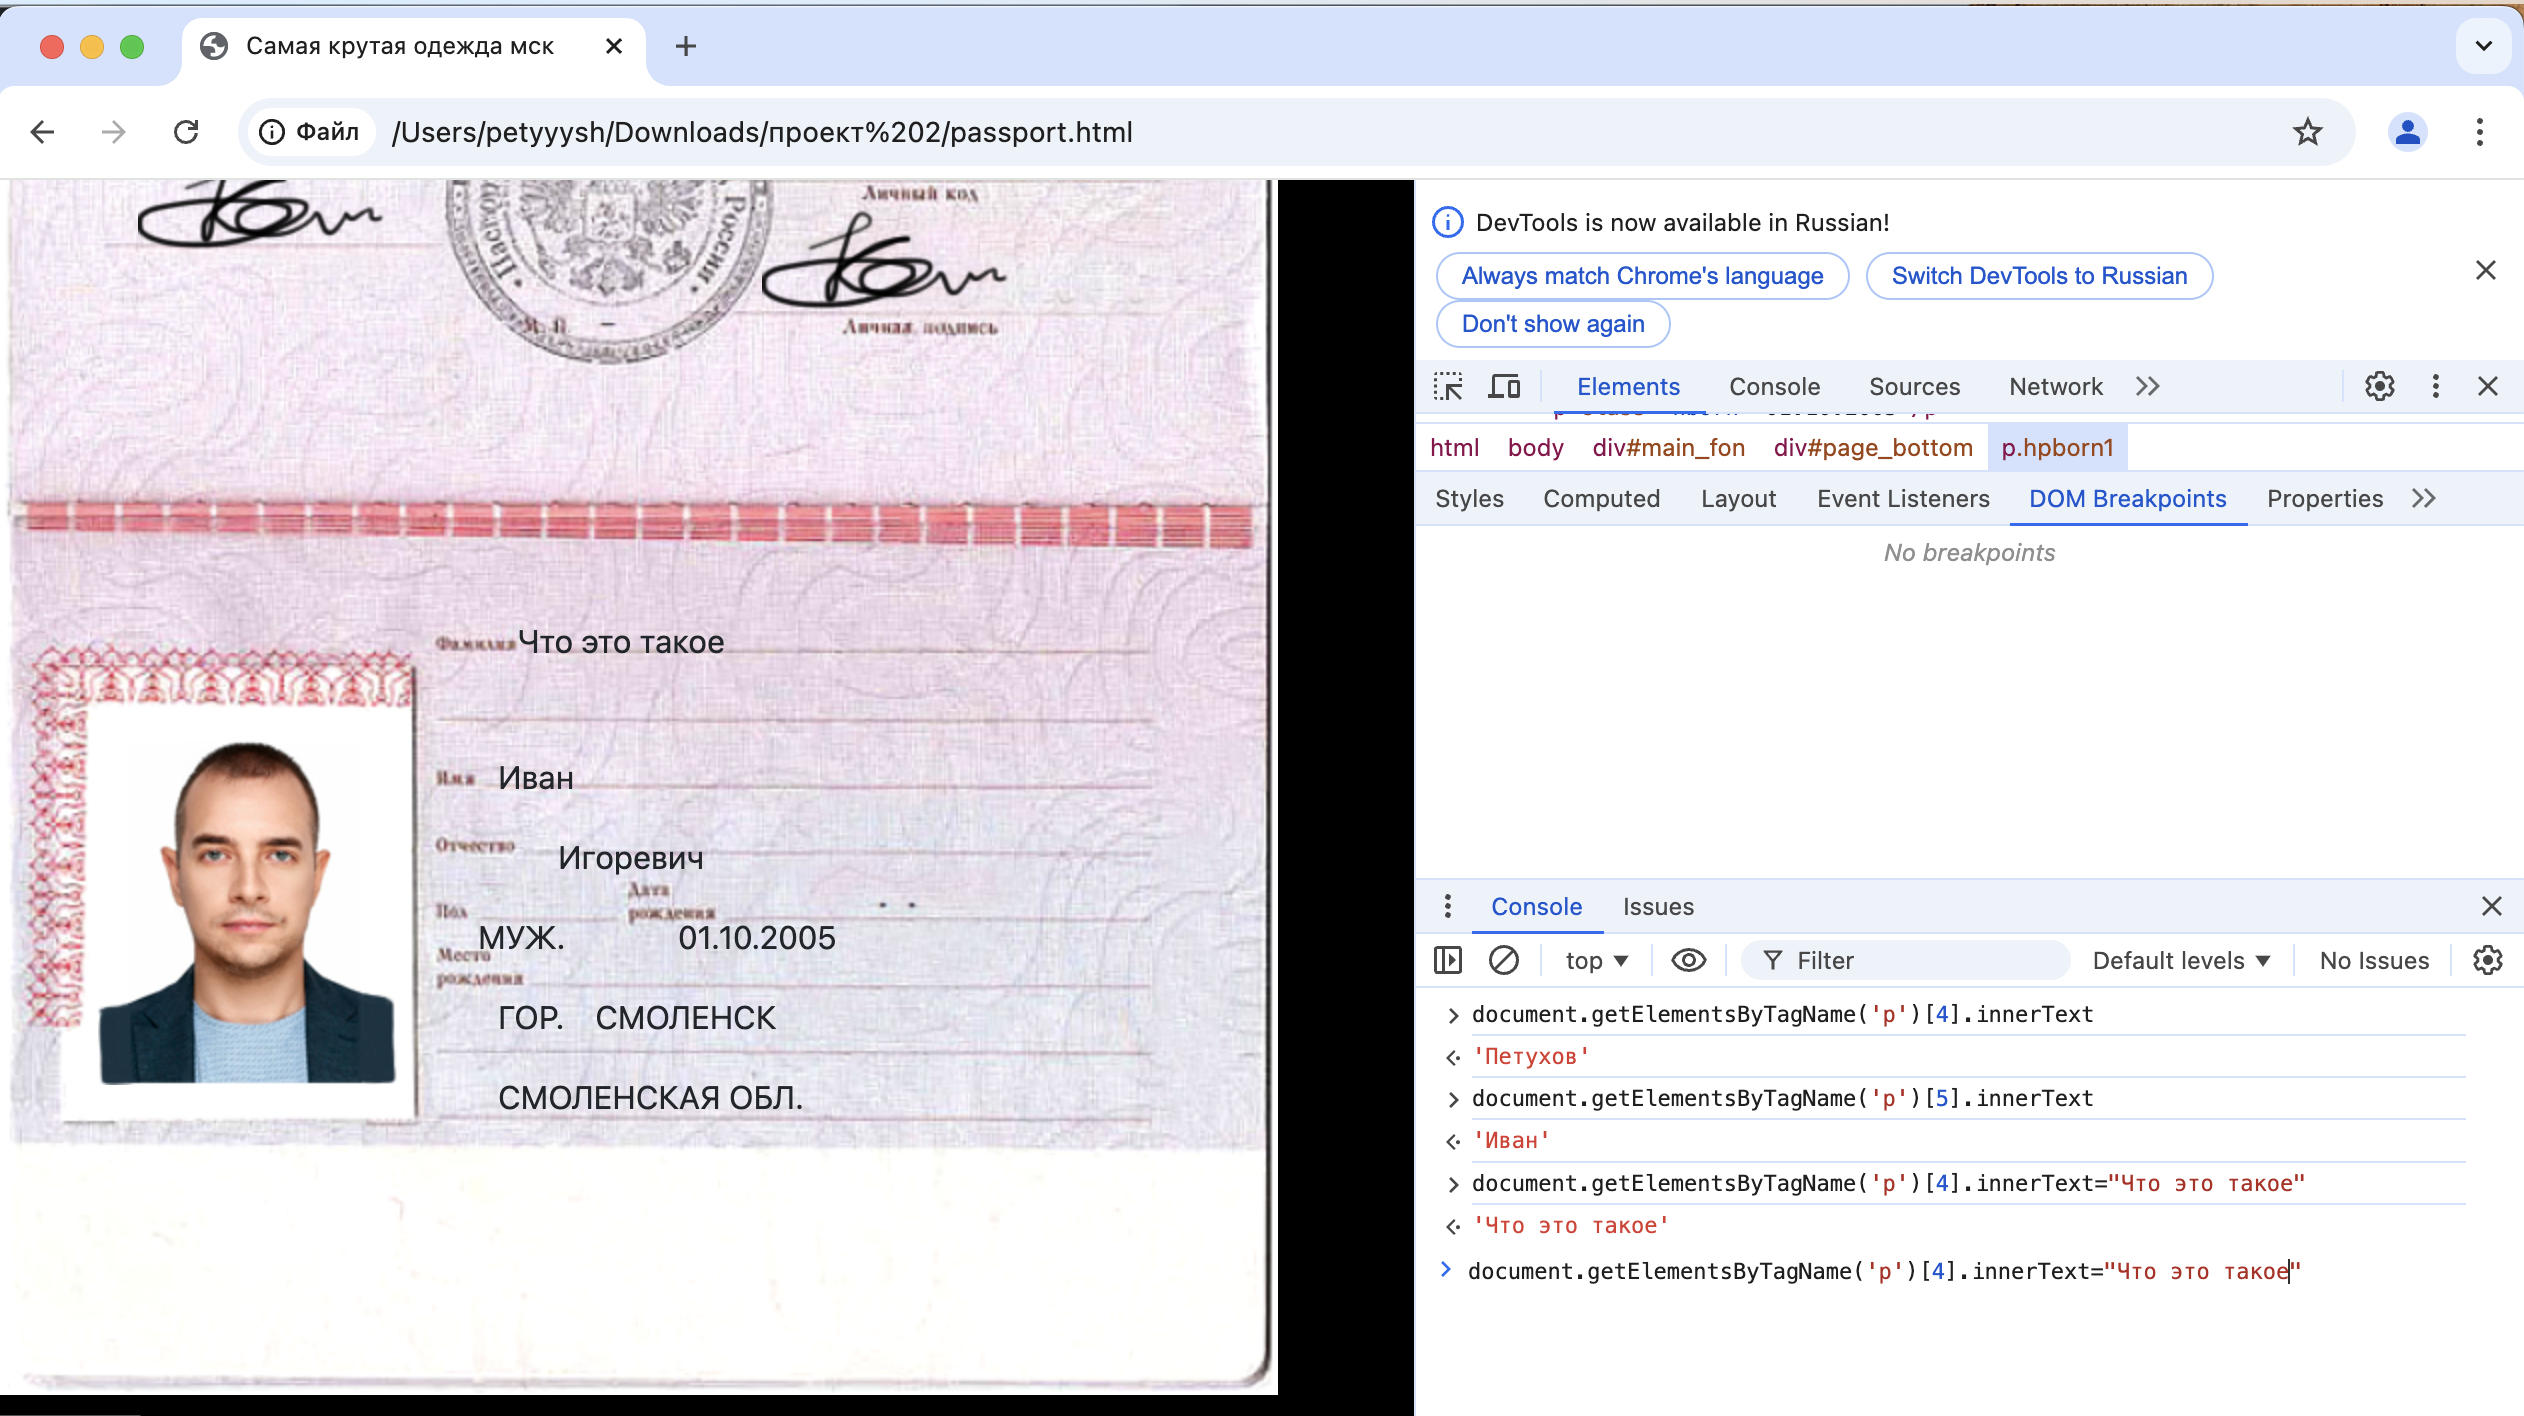 Самая крутая одежда мск
Файл
/Users/petyyysh/Downloads/проект%202/passport.html
Личный код
Паспорт
России
М. П.
Личная подпись
Фамилия Что это такое
Имя Иван
Отчество
Игоревич
Пол
Дата рождения
МУЖ. 01.10.2005
Место рождения
ГОР. СМОЛЕНСК
СМОЛЕНСКАЯ ОБЛ.
DevTools is now available in Russian!
Always match Chrome's language
Switch DevTools to Russian
Don't show again
Elements Console Sources Network
html body div#main_fon div#page_bottom p.hpborn1
Styles Computed Layout Event Listeners DOM Breakpoints Properties
No breakpoints
Console Issues
top Filter Default levels No Issues
document.getElementsByTagName('p')[4].innerText
'Петухов'
document.getElementsByTagName('p')[5].innerText
'Иван'
document.getElementsByTagName('p')[4].innerText="Что это такое"
'Что это такое'
document.getElementsByTagName('p')[4].innerText="Что это такое"